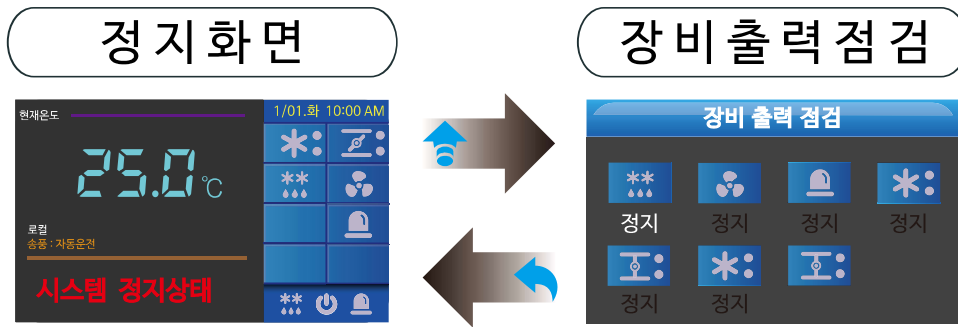 정지화면
장비출력점검
현재온도
1/01.화 10:00 AM
25.0℃
로컬
송풍 : 자동운전
시스템 정지상태
장비 출력 점검
정지 정지 정지 정지
정지 정지